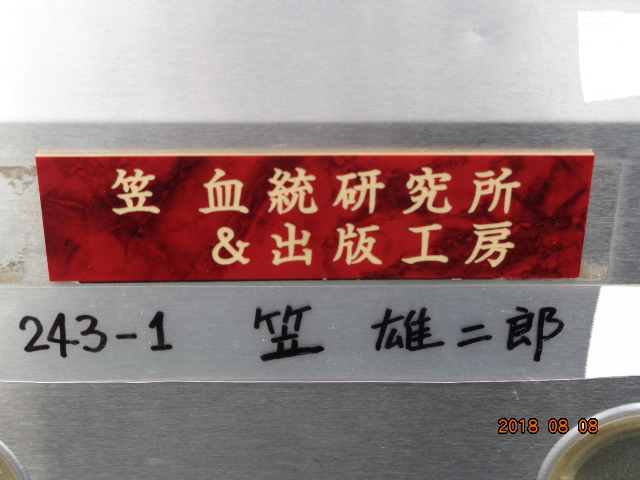 笠 血統研究所
&出版工房
243-1 笠 雄二郎
2018 08 08